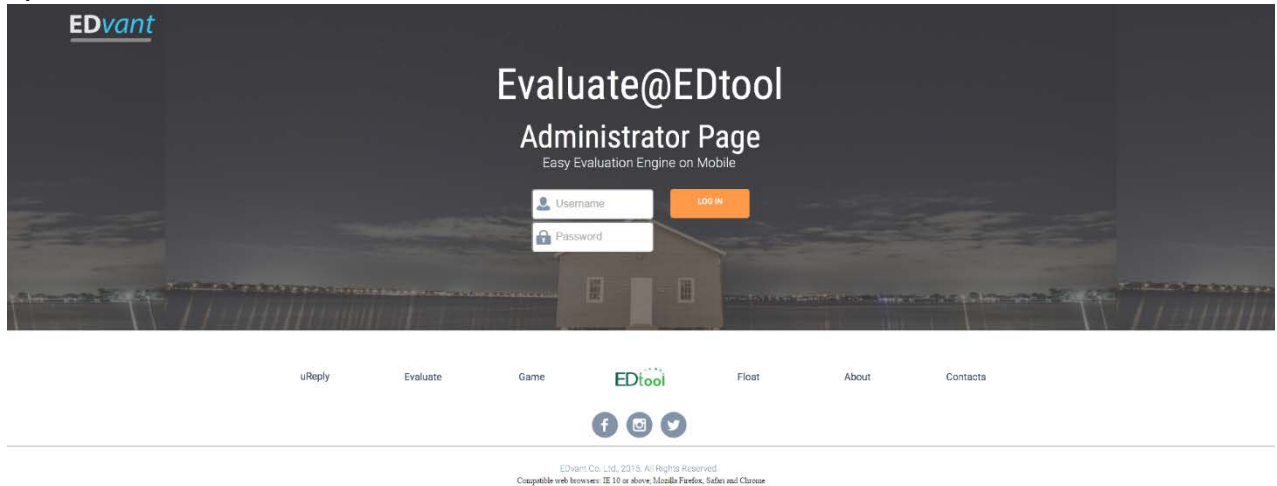 EDvant
Evaluate@EDtool
Administrator Page
Easy Evaluation Engine on Mobile
Username
LOG IN
Password
uReply Evaluate Game EDtool Float About Contacts
EDvant Co. Ltd., 2015. All Rights Reserved.
Compatible web browsers: IE 10 or above, Mozilla Firefox, Safari and Chrome